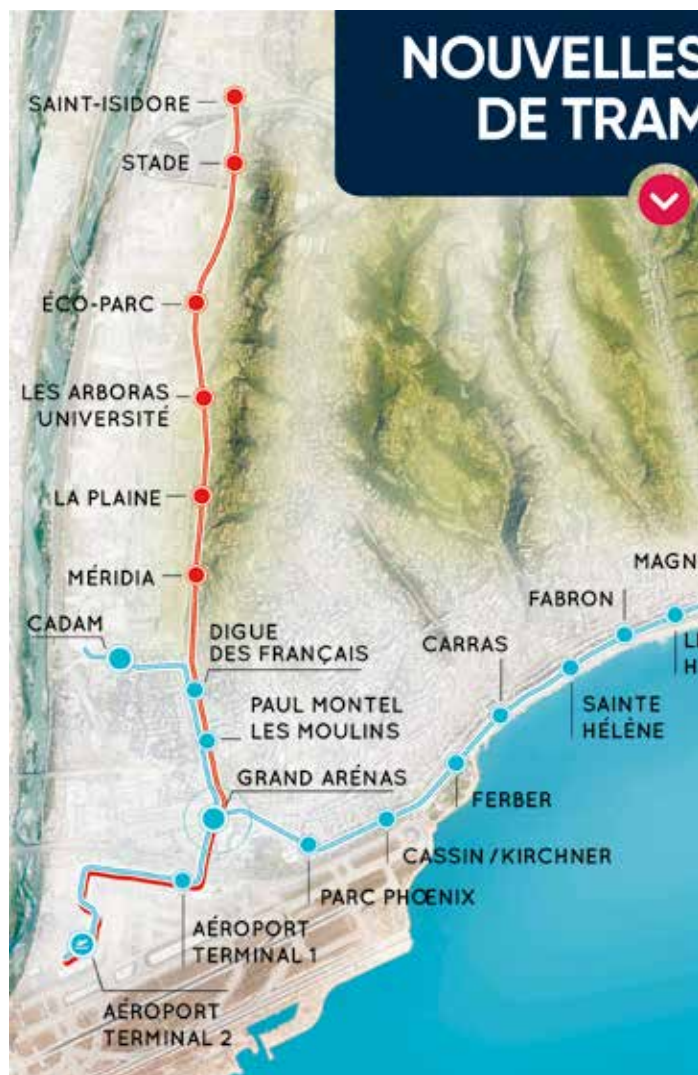 NOUVELLES
DE TRAM
SAINT-ISIDORE
STADE
ÉCO-PARC
LES ARBORAS
UNIVERSITÉ
LA PLAINE
MÉRIDIA
CADAM
DIGUE
DES FRANÇAIS
PAUL MONTEL
LES MOULINS
GRAND ARÉNAS
MAGN
FABRON
CARRAS
SAINTE
HÉLÈNE
FERBER
CASSIN / KIRCHNER
PARC PHŒNIX
AÉROPORT
TERMINAL 1
AÉROPORT
TERMINAL 2